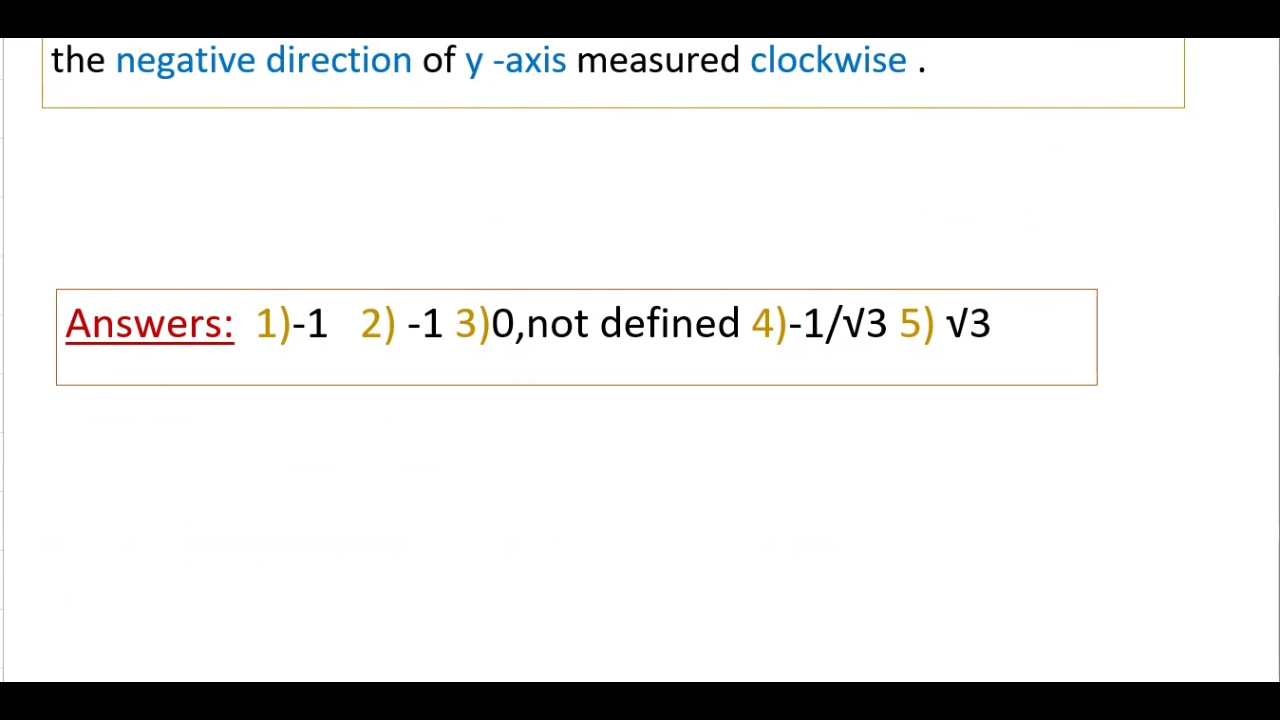 the negative direction of y -axis measured clockwise .
Answers: 1)-1 2) -1 3)0,not defined 4)-1/√3 5) √3